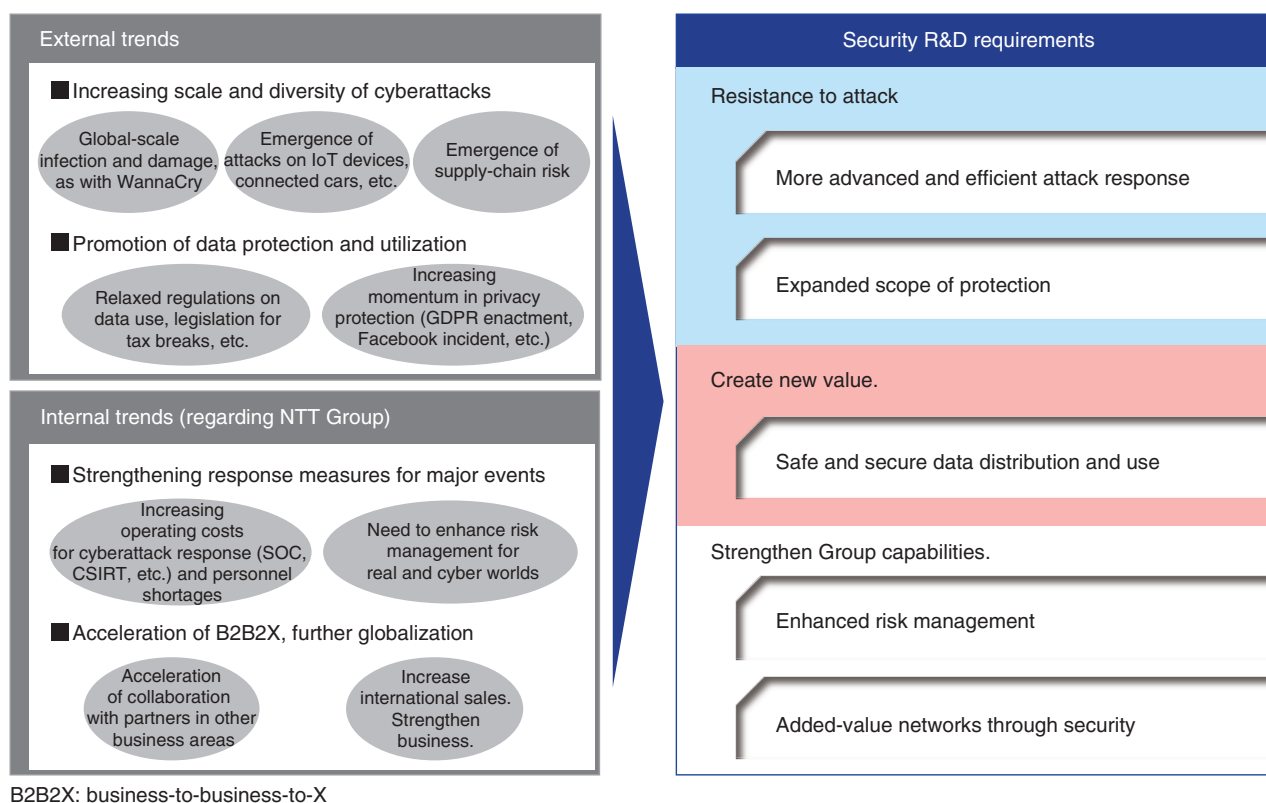 External trends
■ Increasing scale and diversity of cyberattacks
Global-scale
infection and damage,
as with WannaCry
Emergence of
attacks on IoT devices,
connected cars, etc.
Emergence of
supply-chain risk
■ Promotion of data protection and utilization
Relaxed regulations on
data use, legislation for
tax breaks, etc.
Increasing
momentum in privacy
protection (GDPR enactment,
Facebook incident, etc.)
Internal trends (regarding NTT Group)
■ Strengthening response measures for major events
Increasing
operating costs
for cyberattack response (SOC,
CSIRT, etc.) and personnel
shortages
Need to enhance risk
management for
real and cyber worlds
■ Acceleration of B2B2X, further globalization
Acceleration
of collaboration
with partners in other
business areas
Increase
international sales.
Strengthen
business.
B2B2X: business-to-business-to-X
Security R&D requirements
Resistance to attack
More advanced and efficient attack response
Expanded scope of protection
Create new value.
Safe and secure data distribution and use
Strengthen Group capabilities.
Enhanced risk management
Added-value networks through security